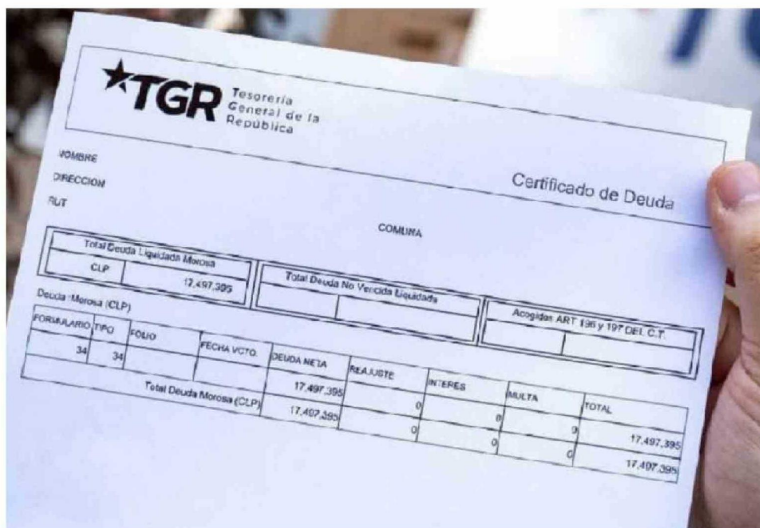 TGR
Tesorería
General de la
República
Certificado de Deuda
NOMBRE
DIRECCION
RUT
COMUNA
Total Deuda Liquidada Morosa
CLP 17,497,395
Total Deuda No Vencida Liquidada
Acogidas ART 196 y 197 DEL C.T.
Deuda Morosa (CLP)
FORMULARIO TIPO FOLIO FECHA VCTO. DEUDA NETA REAJUSTE INTERES MULTA TOTAL
34 34 17,497,395 0 0 0 17,497,395
Total Deuda Morosa (CLP) 17,497,395 0 0 0 17,497,395